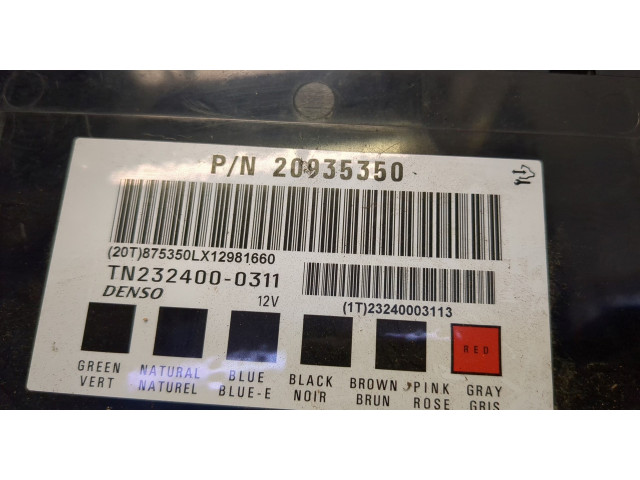 P/N 20935350
(20T)875350LX12981660
TN232400-0311
DENSO
12V
(1T)23240003113
RED
GREEN NATURAL BLUE BLACK BROWN PINK GRAY
VERT NATUREL BLUE-E NOIR BRUN ROSE GRIS